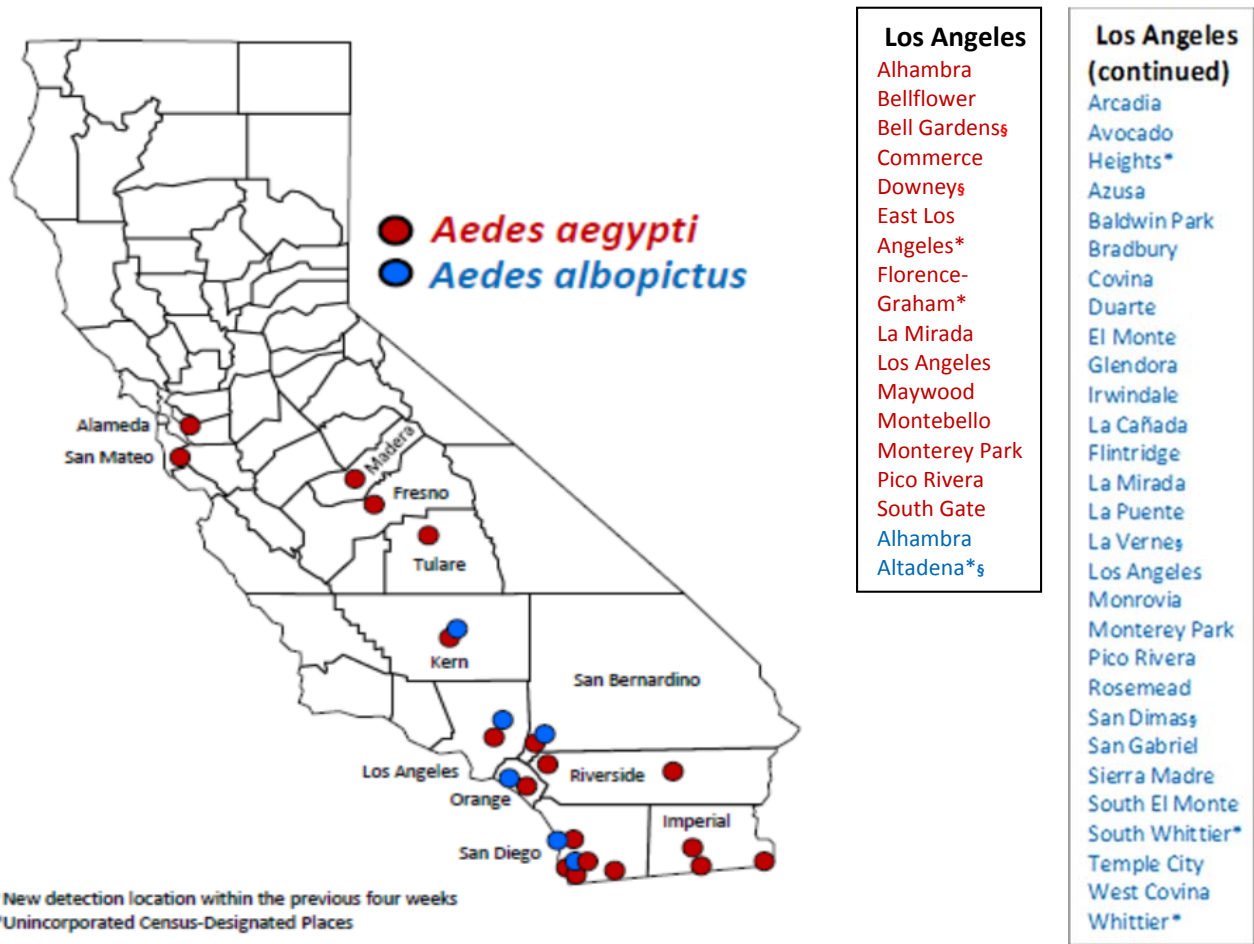 Aedes aegypti
Aedes albopictus
Alameda
San Mateo
Madera
Fresno
Tulare
Kern
San Bernardino
Los Angeles
Riverside
Orange
Imperial
San Diego
New detection location within the previous four weeks
Unincorporated Census-Designated Places
Los Angeles
Alhambra
Bellflower
Bell Gardens§
Commerce
Downey§
East Los
Angeles*
Florence-
Graham*
La Mirada
Los Angeles
Maywood
Montebello
Monterey Park
Pico Rivera
South Gate
Alhambra
Altadena*§
Los Angeles
(continued)
Arcadia
Avocado
Heights*
Azusa
Baldwin Park
Bradbury
Covina
Duarte
El Monte
Glendora
Irwindale
La Cañada
Flintridge
La Mirada
La Puente
La Verne§
Los Angeles
Monrovia
Monterey Park
Pico Rivera
Rosemead
San Dimas§
San Gabriel
Sierra Madre
South El Monte
South Whittier*
Temple City
West Covina
Whittier*